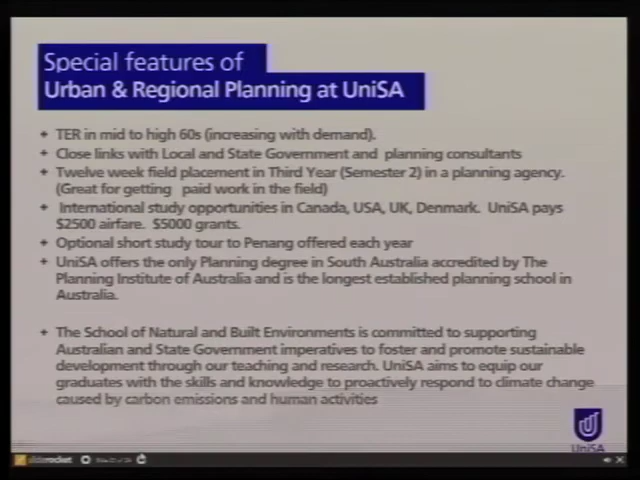 Special features of
Urban & Regional Planning at UniSA
TER in mid to high 60s (increasing with demand).
Close links with Local and State Government and planning consultants
Twelve week field placement in Third Year (Semester 2) in a planning agency.
(Great for getting paid work in the field)
International study opportunities in Canada, USA, UK, Denmark. UniSA pays
$2500 airfare. $5000 grants.
Optional short study tour to Penang offered each year
UniSA offers the only Planning degree in South Australia accredited by The
Planning Institute of Australia and is the longest established planning school in
Australia.
The School of Natural and Built Environments is committed to supporting
Australian and State Government imperatives to foster and promote sustainable
development through our teaching and research. UniSA aims to equip our
graduates with the skills and knowledge to proactively respond to climate change
caused by carbon emissions and human activities
UniSA
sliderocket